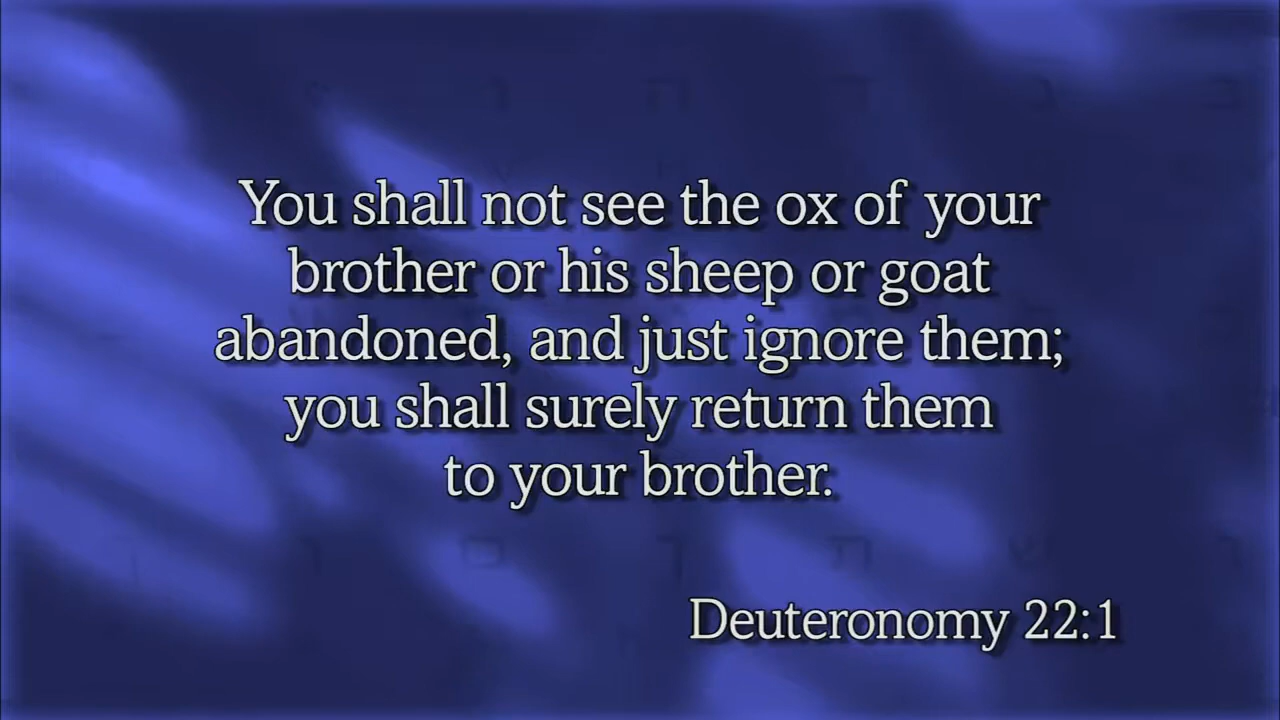 You shall not see the ox of your
brother or his sheep or goat
abandoned, and just ignore them;
you shall surely return them
to your brother.
Deuteronomy 22:1